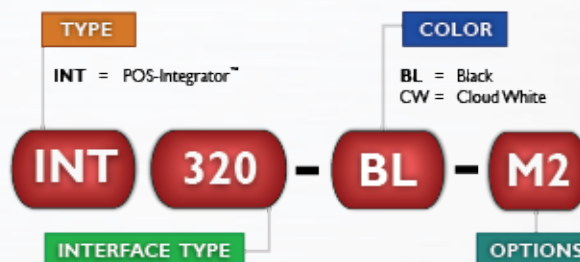 TYPE
COLOR
INT = POS-Integrator™
BL = Black
CW = Cloud White
INT 320 - BL - M2
INTERFACE TYPE
OPTIONS